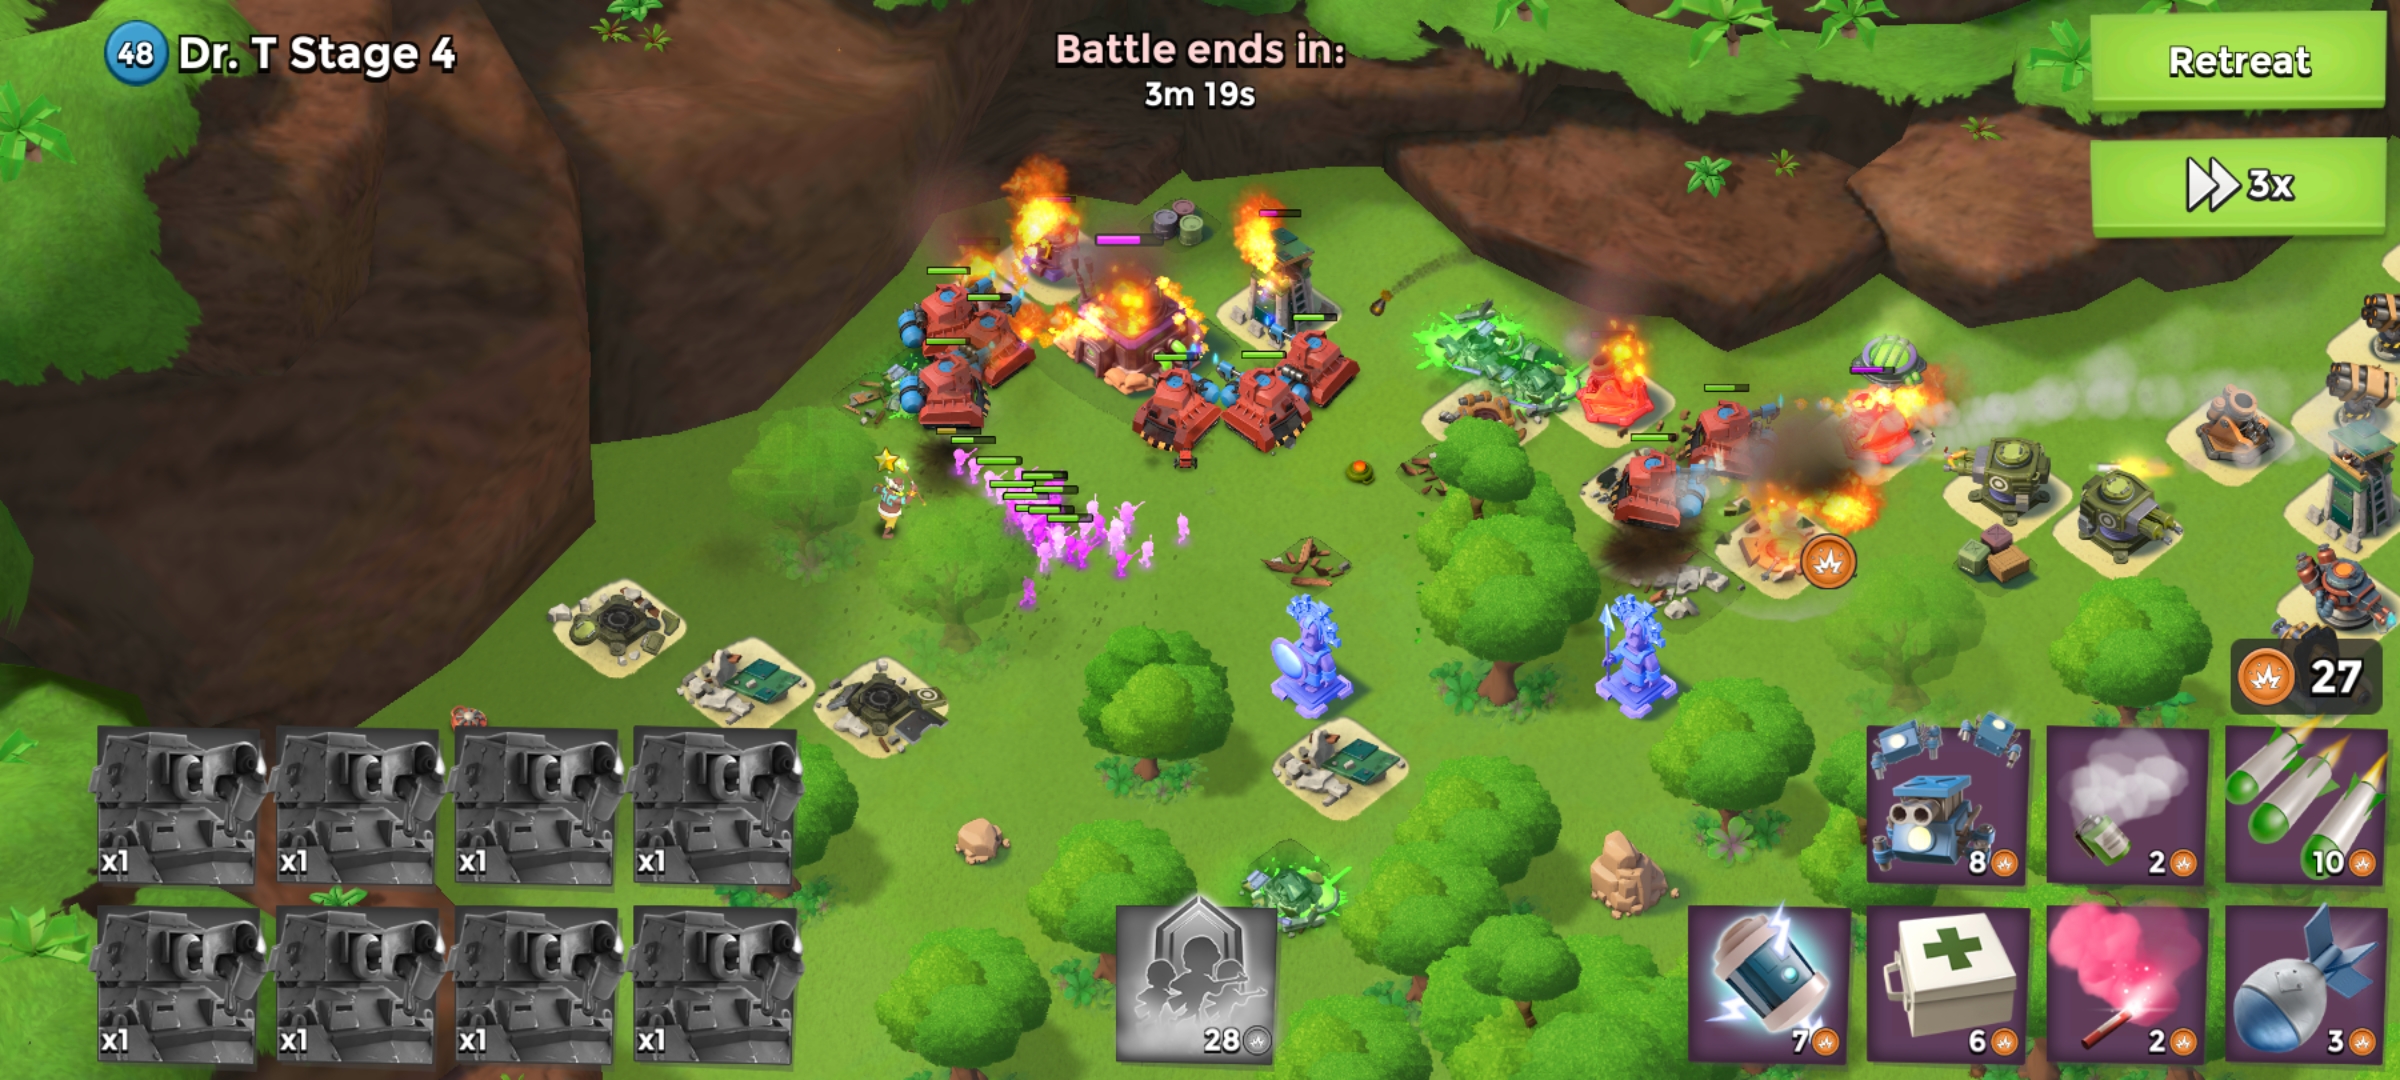 48 Dr. T Stage 4
Battle ends in:
3m 19s
Retreat
3x
27
x1 x1 x1 x1
8 2 10
x1 x1 x1 x1
28
7 6 2 3